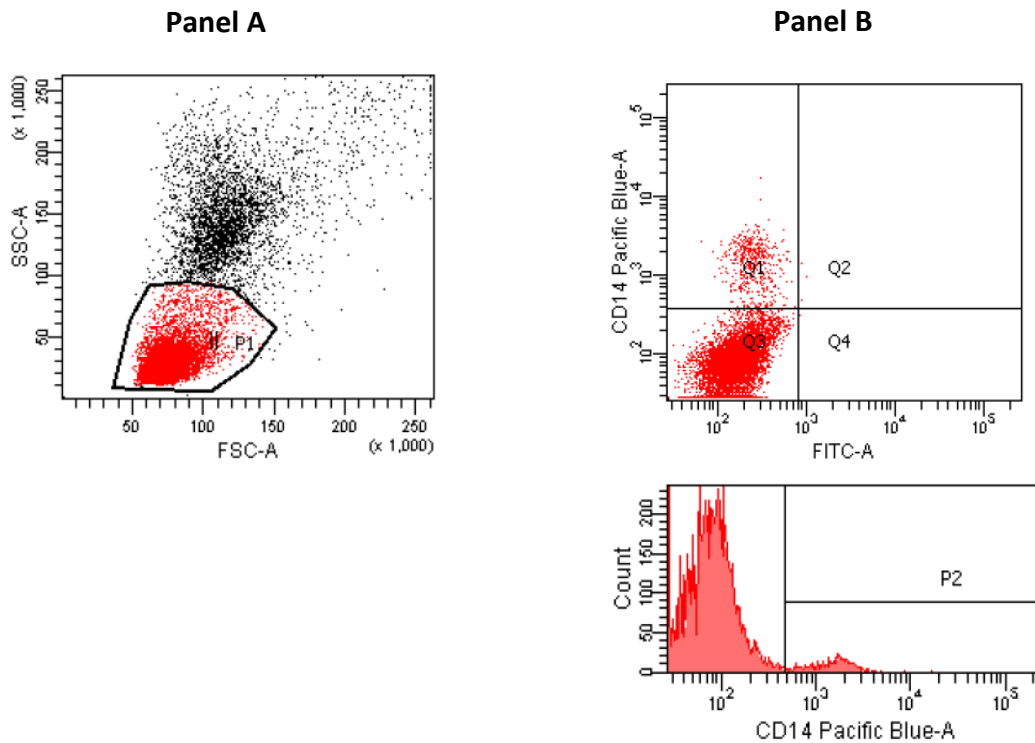 Panel A
Panel B
(x 1,000)
SSC-A
250
200
150
100
50
P1
50 100 150 200 250
FSC-A
(x 1,000)
CD14 Pacific Blue-A
10^5
10^4
10^3
10^2
Q1
Q2
Q3
Q4
10^2 10^3 10^4 10^5
FITC-A
Count
200
150
100
50
0
P2
10^2 10^3 10^4 10^5
CD14 Pacific Blue-A